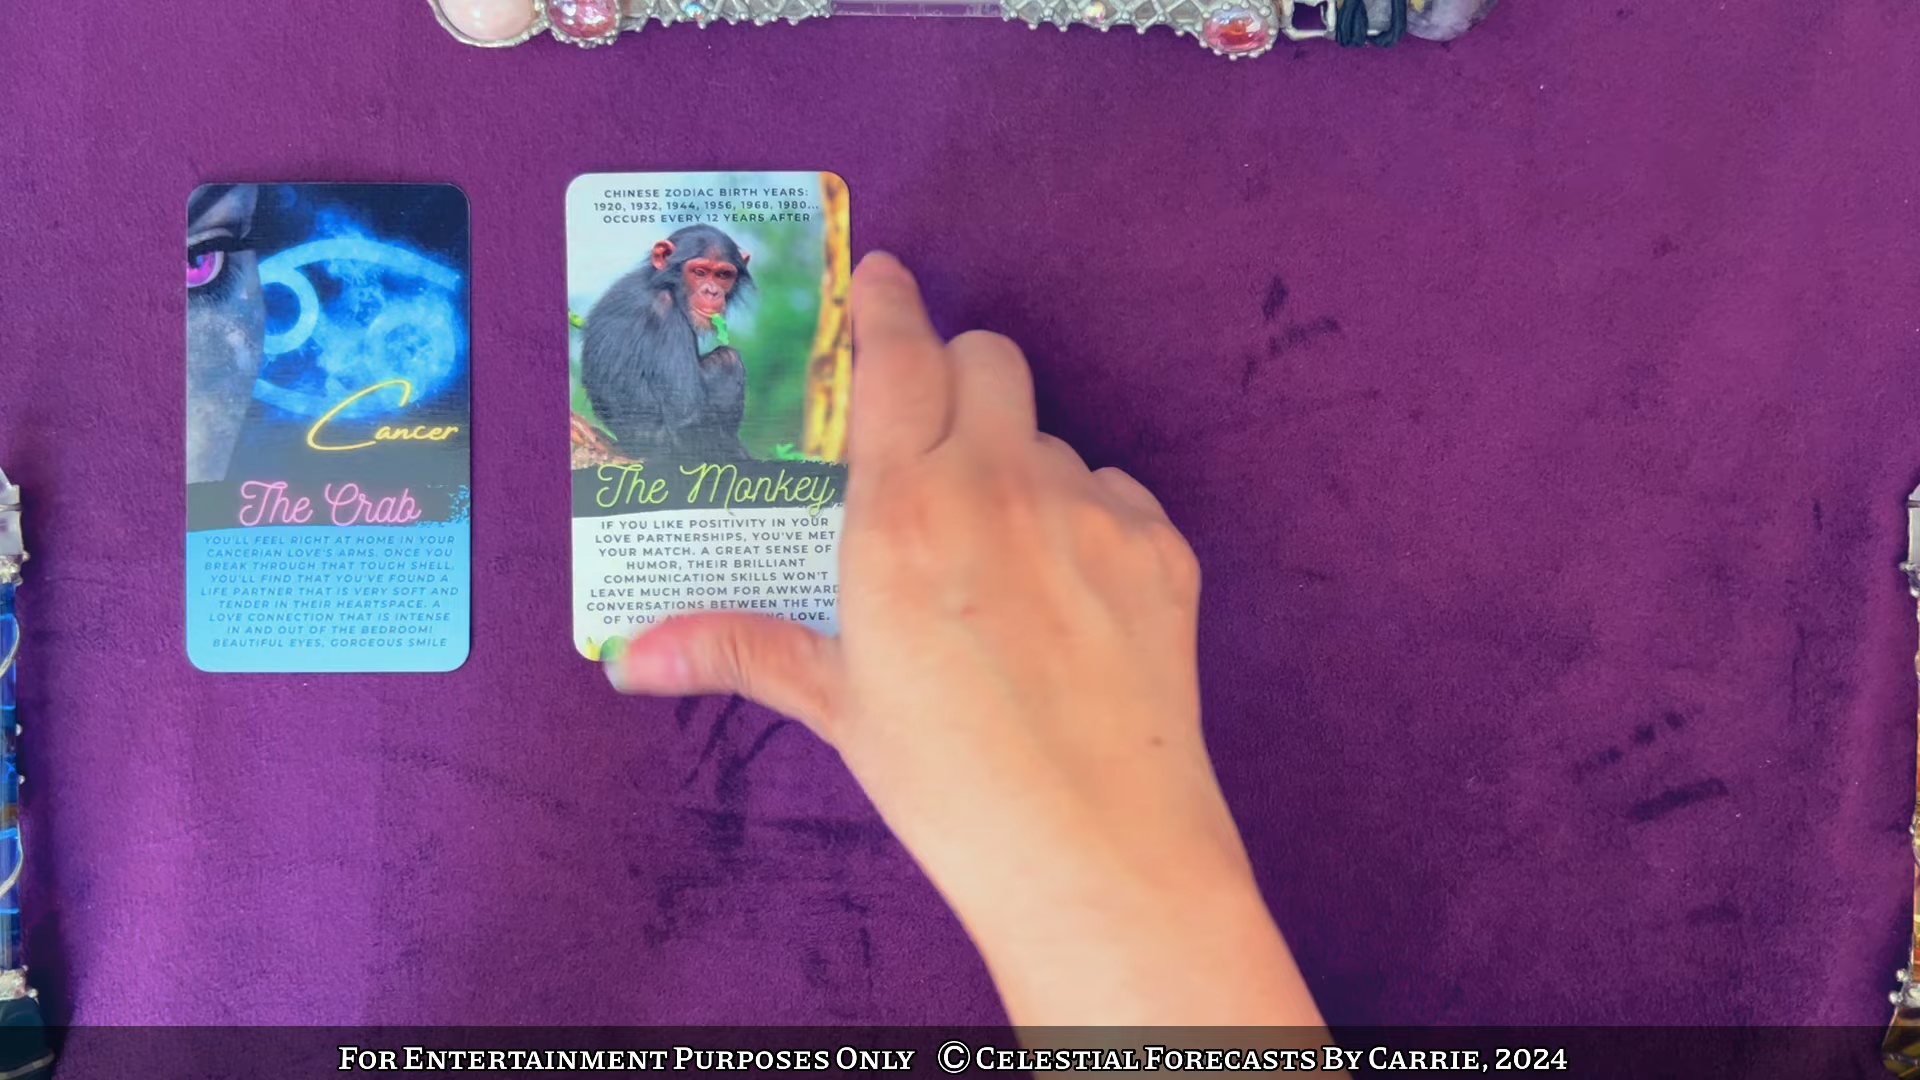 Cancer
The Crab
YOU'LL FEEL RIGHT AT HOME IN YOUR
CANCERIAN LOVE'S ARMS. ONCE YOU
BREAK THROUGH THAT TOUGH SHELL,
YOU'LL FIND THAT YOU'VE FOUND A
LIFE PARTNER THAT IS VERY SOFT AND
TENDER IN THEIR HEARTSPACE. A
LOVE CONNECTION THAT IS INTENSE
IN AND OUT OF THE BEDROOM!
BEAUTIFUL EYES, GORGEOUS SMILE
CHINESE ZODIAC BIRTH YEARS:
1920, 1932, 1944, 1956, 1968, 1980...
OCCURS EVERY 12 YEARS AFTER
The Monkey
IF YOU LIKE POSITIVITY IN YOUR
LOVE PARTNERSHIPS, YOU'VE MET
YOUR MATCH. A GREAT SENSE OF
HUMOR, THEIR BRILLIANT
COMMUNICATION SKILLS WON'T
LEAVE MUCH ROOM FOR AWKWARD
CONVERSATIONS BETWEEN THE TW
OF YOU. LOVE.
For Entertainment Purposes Only © Celestial Forecasts By Carrie, 2024